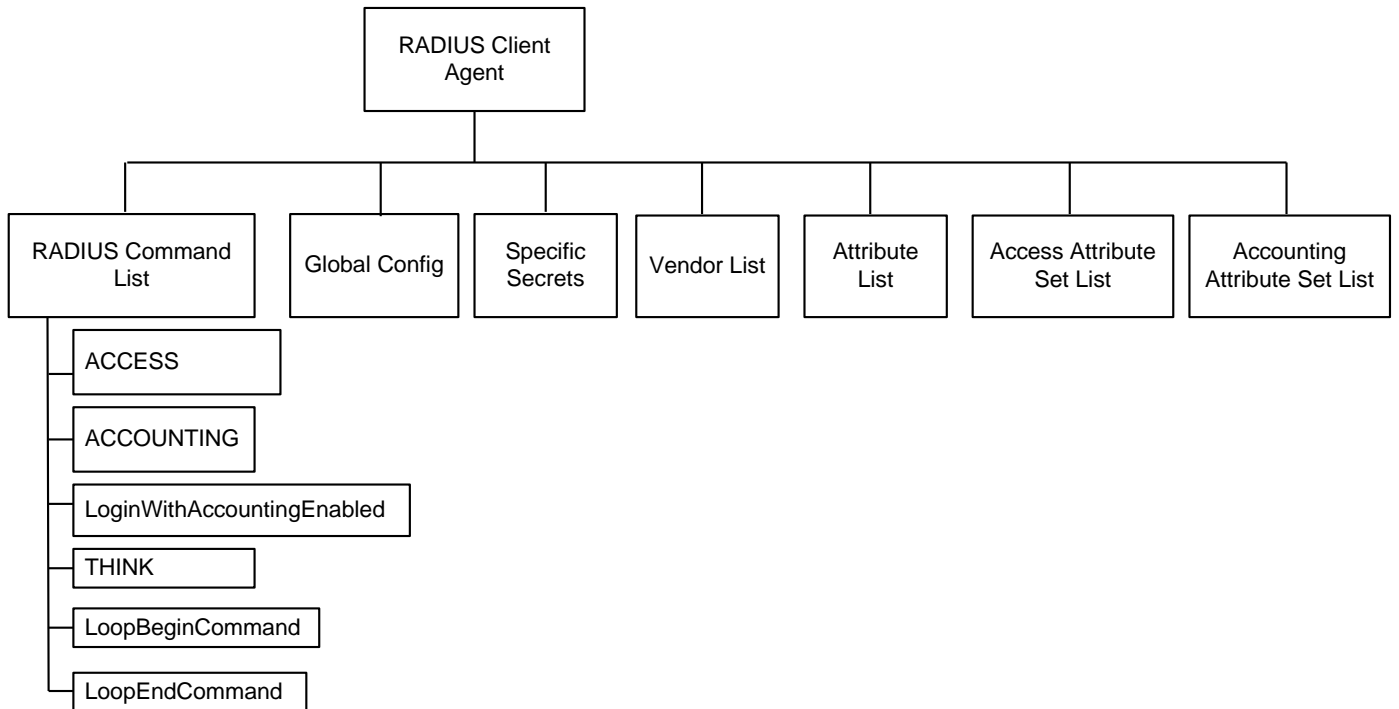 RADIUS Client
Agent
RADIUS Command
List
Global Config
Specific
Secrets
Vendor List
Attribute
List
Access Attribute
Set List
Accounting
Attribute Set List
ACCESS
ACCOUNTING
LoginWithAccountingEnabled
THINK
LoopBeginCommand
LoopEndCommand